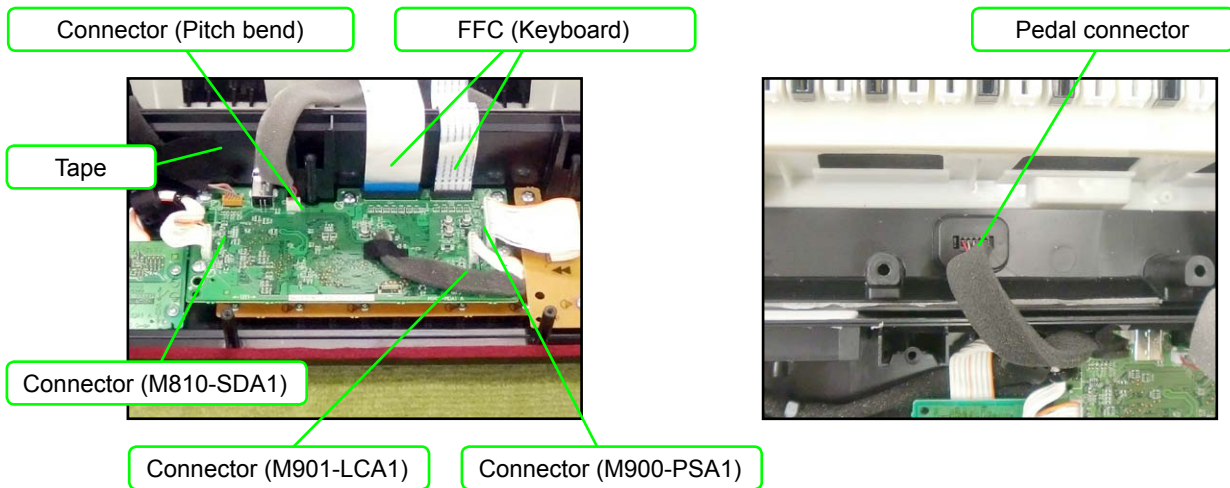 Connector (Pitch bend)
FFC (Keyboard)
Pedal connector
Tape
Connector (M810-SDA1)
Connector (M901-LCA1)
Connector (M900-PSA1)